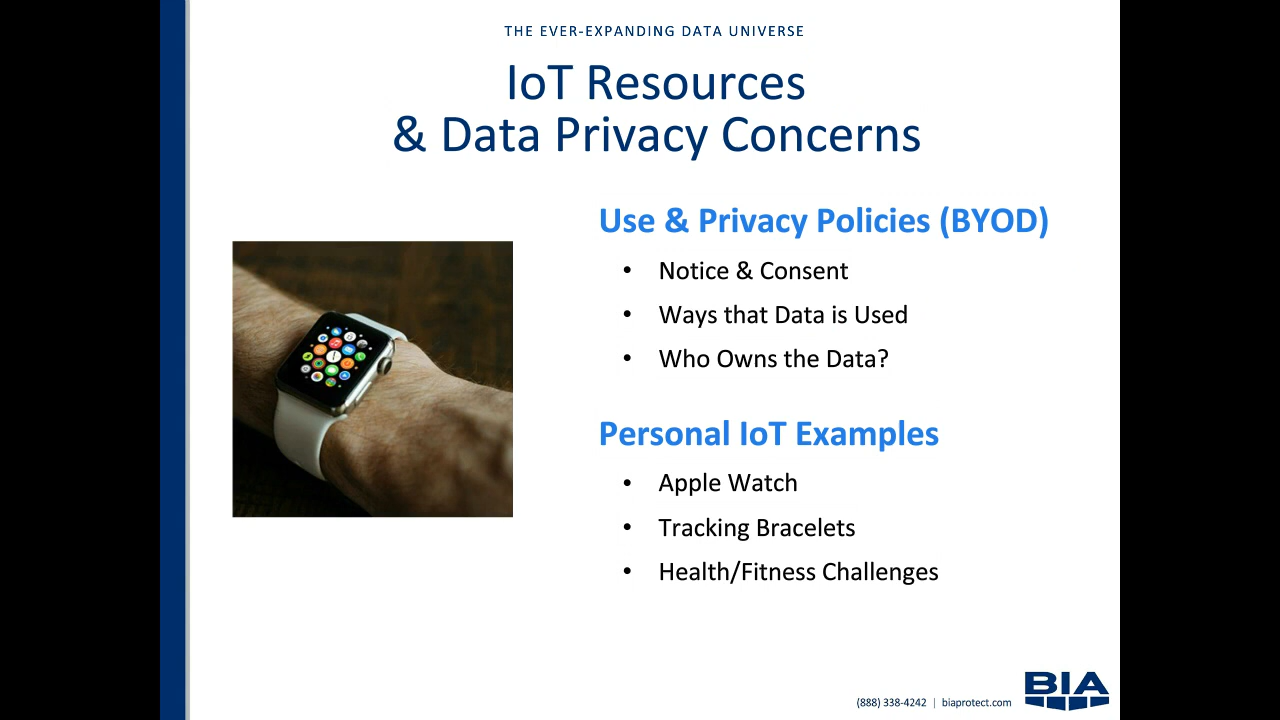 THE EVER-EXPANDING DATA UNIVERSE
IoT Resources
& Data Privacy Concerns
Use & Privacy Policies (BYOD)
• Notice & Consent
• Ways that Data is Used
• Who Owns the Data?
Personal IoT Examples
• Apple Watch
• Tracking Bracelets
• Health/Fitness Challenges
(888) 338-4242 | biaprotect.com
BIA